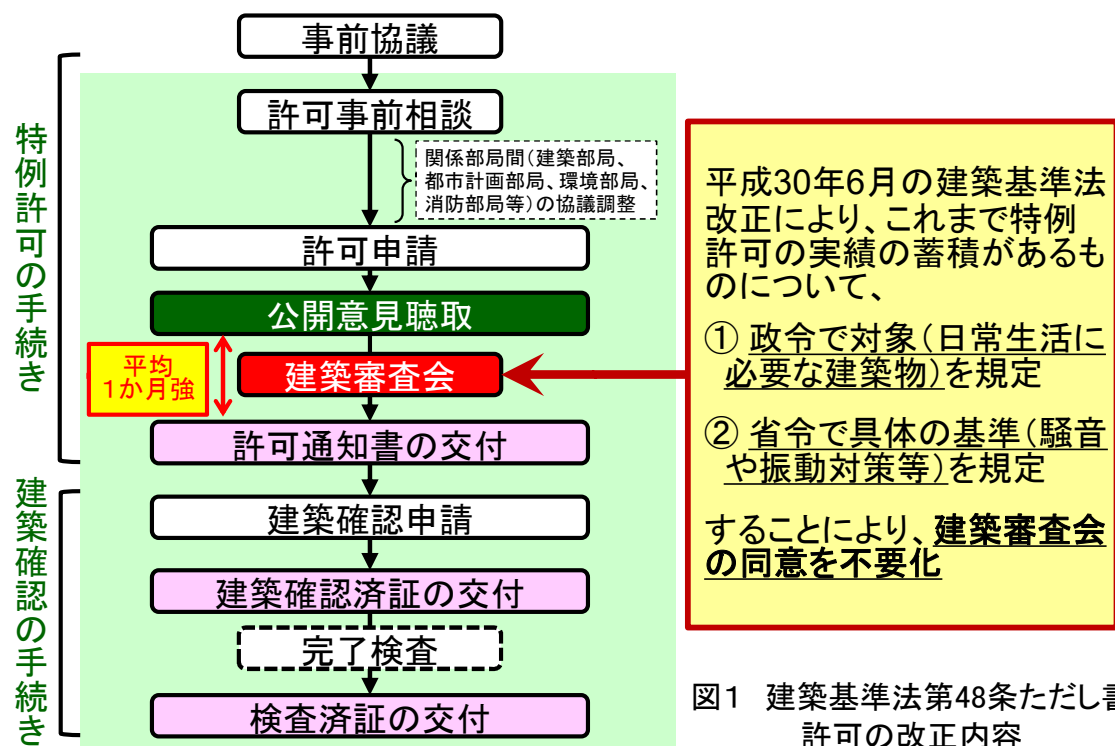 事前協議
許可事前相談
関係部局間（建築部局、
都市計画部局、環境部局、
消防部局等）の協議調整
許可申請
公開意見聴取
平均
１か月強
建築審査会
許可通知書の交付
建築確認申請
建築確認済証の交付
完了検査
検査済証の交付
特例許可の手続き
建築確認の手続き
平成30年6月の建築基準法
改正により、これまで特例
許可の実績の蓄積があるも
のについて、
① 政令で対象（日常生活に
必要な建築物）を規定
② 省令で具体の基準（騒音
や振動対策等）を規定
することにより、建築審査会
の同意を不要化
図１ 建築基準法第48条ただし書
許可の改正内容